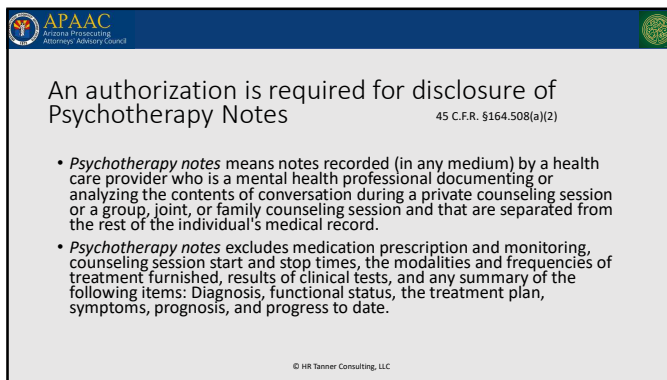 APAAC
Arizona Prosecuting
Attorneys' Advisory Council
An authorization is required for disclosure of
Psychotherapy Notes 45 C.F.R. §164.508(a)(2)
• Psychotherapy notes means notes recorded (in any medium) by a health
care provider who is a mental health professional documenting or
analyzing the contents of conversation during a private counseling session
or a group, joint, or family counseling session and that are separated from
the rest of the individual's medical record.
• Psychotherapy notes excludes medication prescription and monitoring,
counseling session start and stop times, the modalities and frequencies of
treatment furnished, results of clinical tests, and any summary of the
following items: Diagnosis, functional status, the treatment plan,
symptoms, prognosis, and progress to date.
© HR Tanner Consulting, LLC